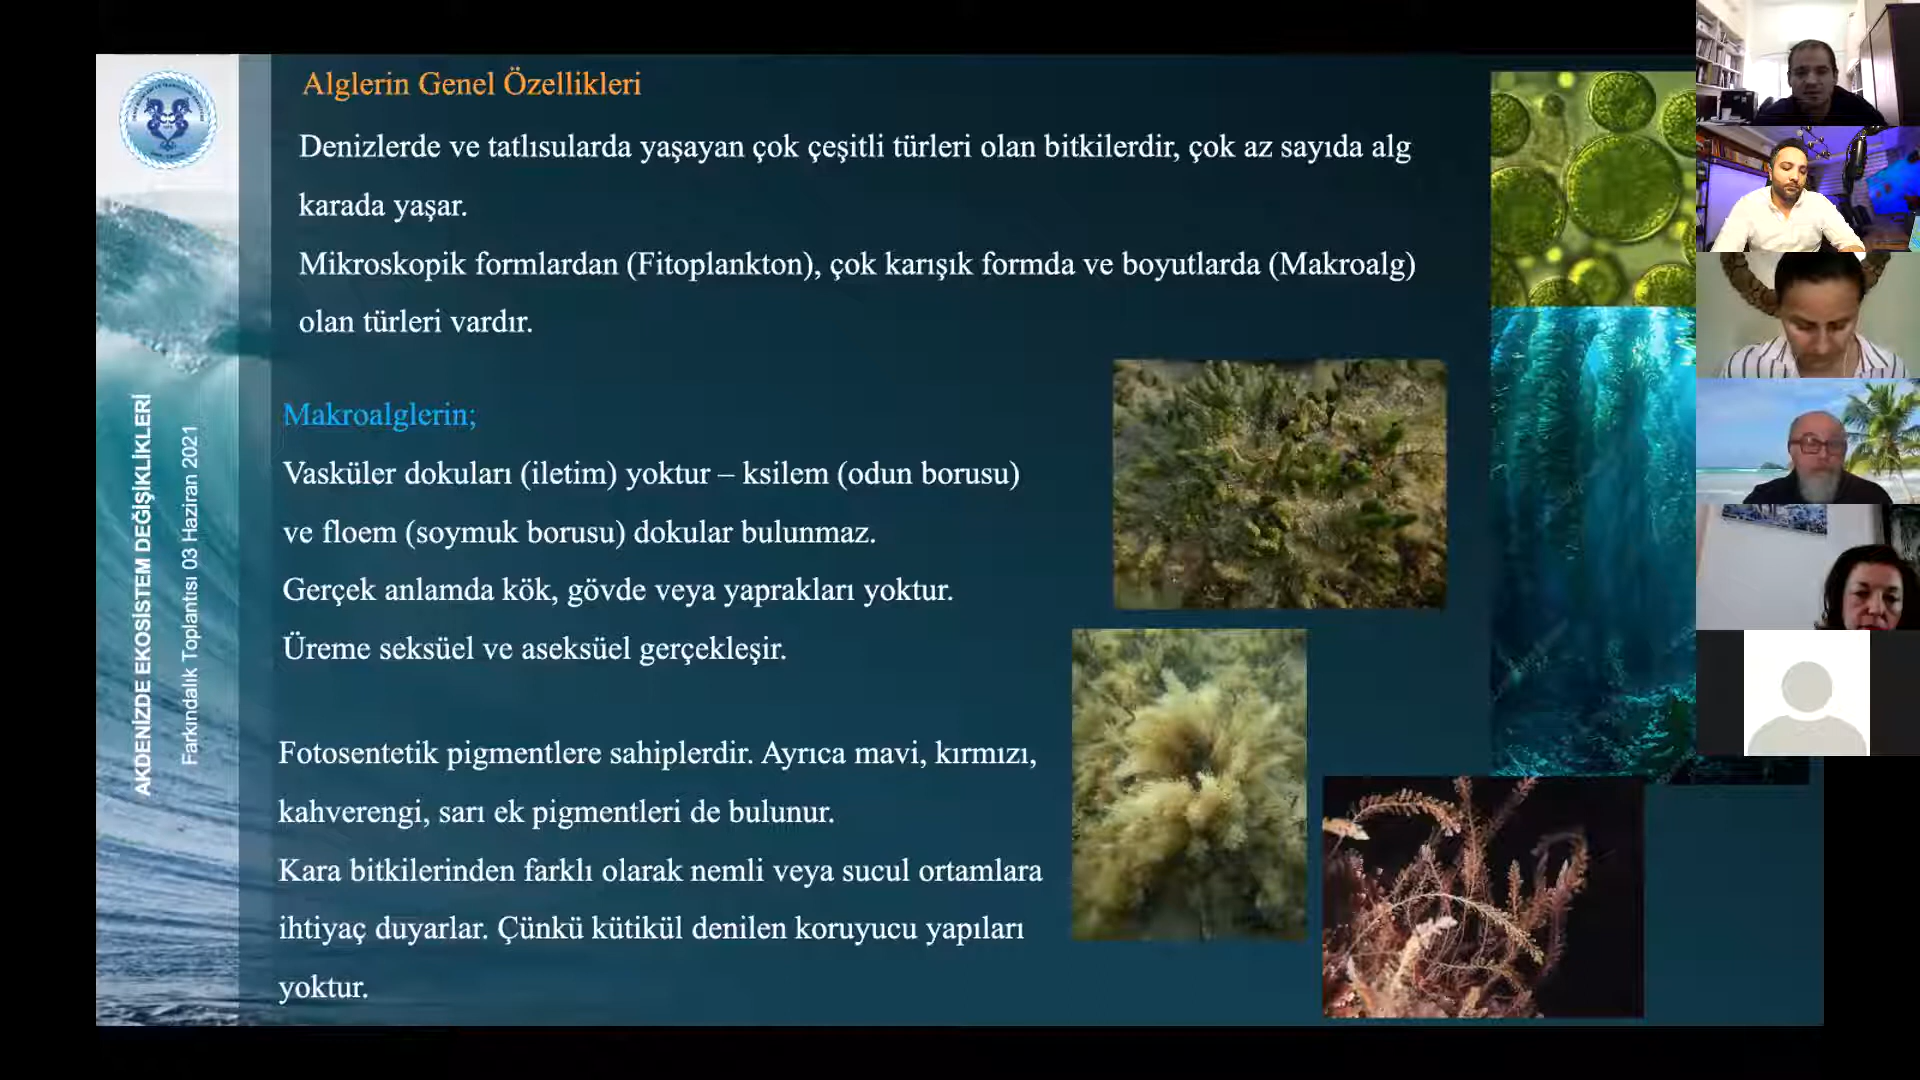 Alglerin Genel Özellikleri
Denizlerde ve tatlısularda yaşayan çok çeşitli türleri olan bitkilerdir, çok az sayıda alg
karada yaşar.
Mikroskopik formlardan (Fitoplankton), çok karışık formda ve boyutlarda (Makroalg)
olan türleri vardır.
Makroalglerin;
Vasküler dokuları (iletim) yoktur – ksilem (odun borusu)
ve floem (soymuk borusu) dokular bulunmaz.
Gerçek anlamda kök, gövde veya yaprakları yoktur.
Üreme seksüel ve aseksüel gerçekleşir.
Fotosentetik pigmentlere sahiplerdir. Ayrıca mavi, kırmızı,
kahverengi, sarı ek pigmentleri de bulunur.
Kara bitkilerinden farklı olarak nemli veya sucul ortamlara
ihtiyaç duyarlar. Çünkü kütikül denilen koruyucu yapıları
yoktur.
AKDENİZDE EKOSİSTEM DEĞİŞİKLİKLERİ
Farkındalık Toplantısı 03 Haziran 2021